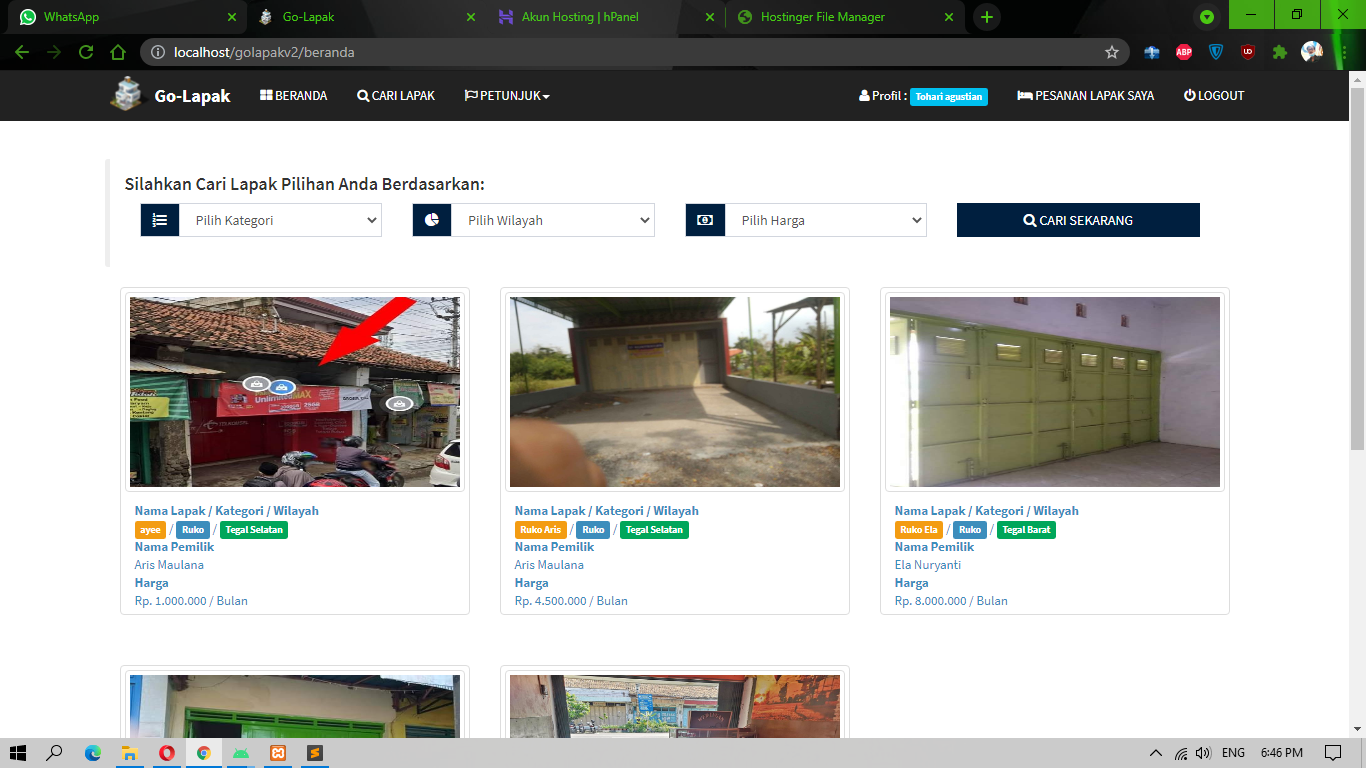 WhatsApp
Go-Lapak
Akun Hosting | hPanel
Hostinger File Manager
localhost/golapakv2/beranda
ABP
Go-Lapak
BERANDA
CARI LAPAK
PETUNJUK
Profil : Tohari agustian
PESANAN LAPAK SAYA
LOGOUT
Silahkan Cari Lapak Pilihan Anda Berdasarkan:
Pilih Kategori
Pilih Wilayah
Pilih Harga
CARI SEKARANG
UnlimitedMAX
Nama Lapak / Kategori / Wilayah
ayee / Ruko / Tegal Selatan
Nama Pemilik
Aris Maulana
Harga
Rp. 1.000.000 / Bulan
Nama Lapak / Kategori / Wilayah
Ruko Aris / Ruko / Tegal Selatan
Nama Pemilik
Aris Maulana
Harga
Rp. 4.500.000 / Bulan
Nama Lapak / Kategori / Wilayah
Ruko Ela / Ruko / Tegal Barat
Nama Pemilik
Ela Nuryanti
Harga
Rp. 8.000.000 / Bulan
ENG
6:46 PM